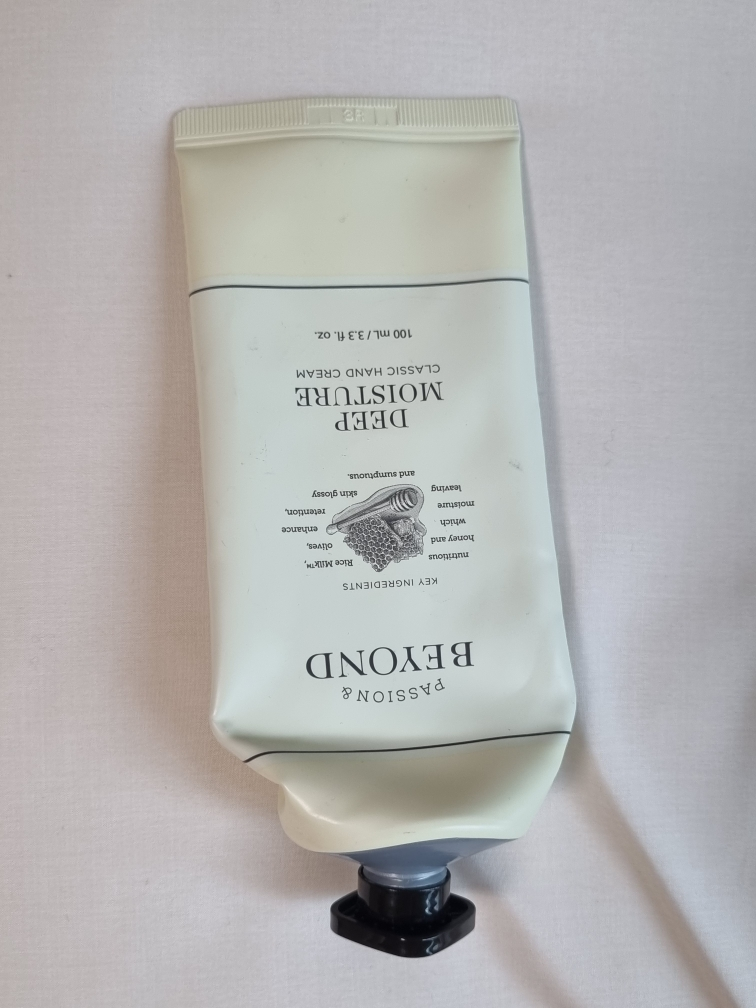 PASSION &
BEYOND
KEY INGREDIENTS
nutritious Rice Milk™,
honey and olives,
which enhance
moisture retention,
leaving skin glossy
and sumptuous.
DEEP
MOISTURE
CLASSIC HAND CREAM
100 mL / 3.3 fl. oz.